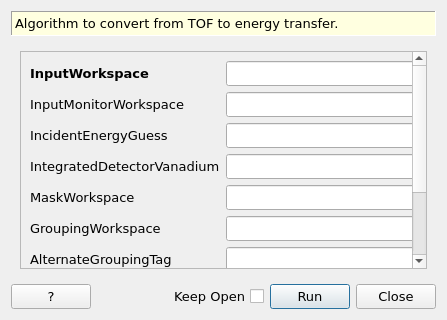 Algorithm to convert from TOF to energy transfer.
InputWorkspace
InputMonitorWorkspace
IncidentEnergyGuess
IntegratedDetectorVanadium
MaskWorkspace
GroupingWorkspace
AlternateGroupingTag
? Keep Open Run Close